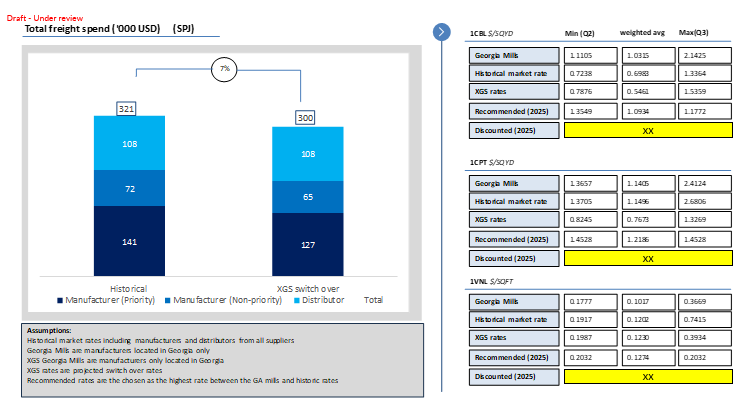 Draft - Under review
Total freight spend ('000 USD) (SPJ)
7%
321
300
108
108
72
65
141
127
Historical
XGS switch over
Manufacturer (Priority) Manufacturer (Non-priority) Distributor Total
Assumptions:
Historical market rates including manufacturers and distributors from all suppliers
Georgia Mills are manufacturers located in Georgia only
XGS Georgia Mills are manufacturers only located in Georgia
XGS rates are projected switch over rates
Recommended rates are the chosen as the highest rate between the GA mills and historic rates
1CBL $/SQYD Min (Q2) weighted avg Max(Q3)
Georgia Mills 1.1105 1.0315 2.1425
Historical market rate 0.7238 0.6983 1.3364
XGS rates 0.7876 0.5461 1.5359
Recommended (2025) 1.3549 1.0934 1.1772
Discounted (2025) XX
1CPT $/SQYD
Georgia Mills 1.3657 1.1405 2.4124
Historical market rate 1.3705 1.1496 2.6806
XGS rates 0.8245 0.7673 1.3269
Recommended (2025) 1.4528 1.2186 1.4528
Discounted (2025) XX
1VNL $/SQFT
Georgia Mills 0.1777 0.1017 0.3669
Historical market rate 0.1917 0.1202 0.7415
XGS rates 0.1987 0.1230 0.3934
Recommended (2025) 0.2032 0.1274 0.2032
Discounted (2025) XX